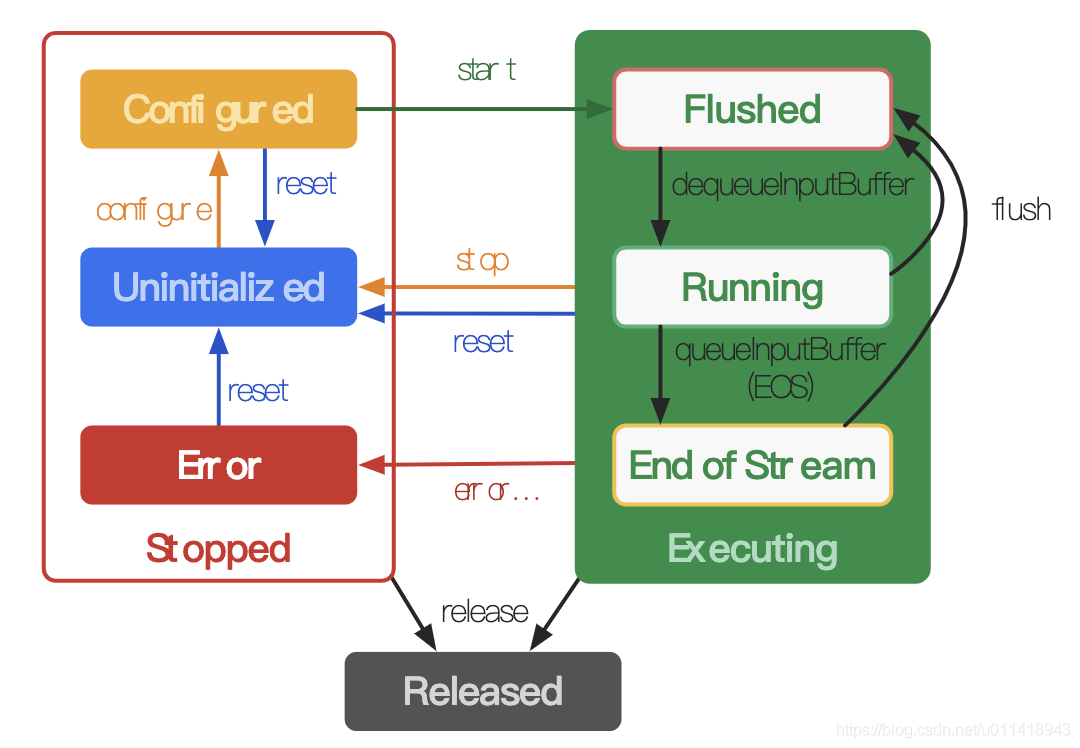 start
Configured
Flushed
reset
dequeueInputBuffer
configure
flush
stop
Uninitialized
Running
reset
queueInputBuffer
(EOS)
reset
Error
End of Stream
error...
Stopped
Executing
release
Released
https://blog.csdn.net/u011418943